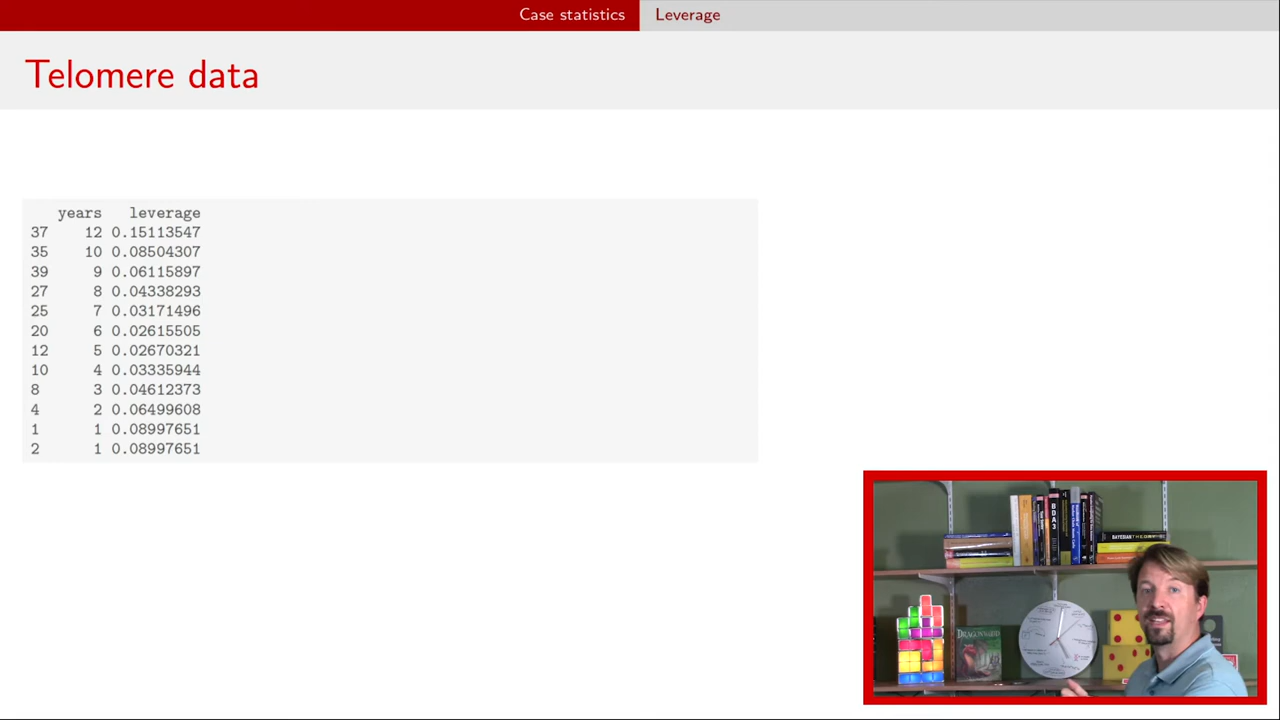 Case statistics Leverage
Telomere data
years leverage
37 12 0.15113547
35 10 0.08504307
39 9 0.06115897
27 8 0.04338293
25 7 0.03171496
20 6 0.02615505
12 5 0.02670321
10 4 0.03335944
8 3 0.04612373
4 2 0.06499608
1 1 0.08997651
2 1 0.08997651
BDA3
DRAGONWOOD